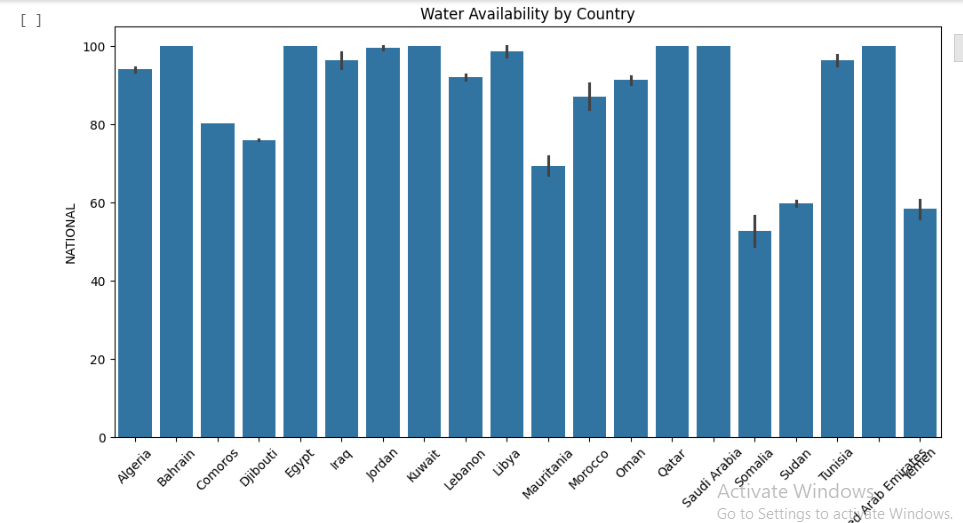 [ ]
Water Availability by Country
100
80
60
40
20
0
NATIONAL
Algeria
Bahrain
Comoros
Djibouti
Egypt
Iraq
Jordan
Kuwait
Lebanon
Libya
Mauritania
Morocco
Oman
Qatar
Saudi Arabia
Somalia
Sudan
Tunisia
Arab Emirates
Yemen
Activate Windows
Go to Settings to activate Windows.